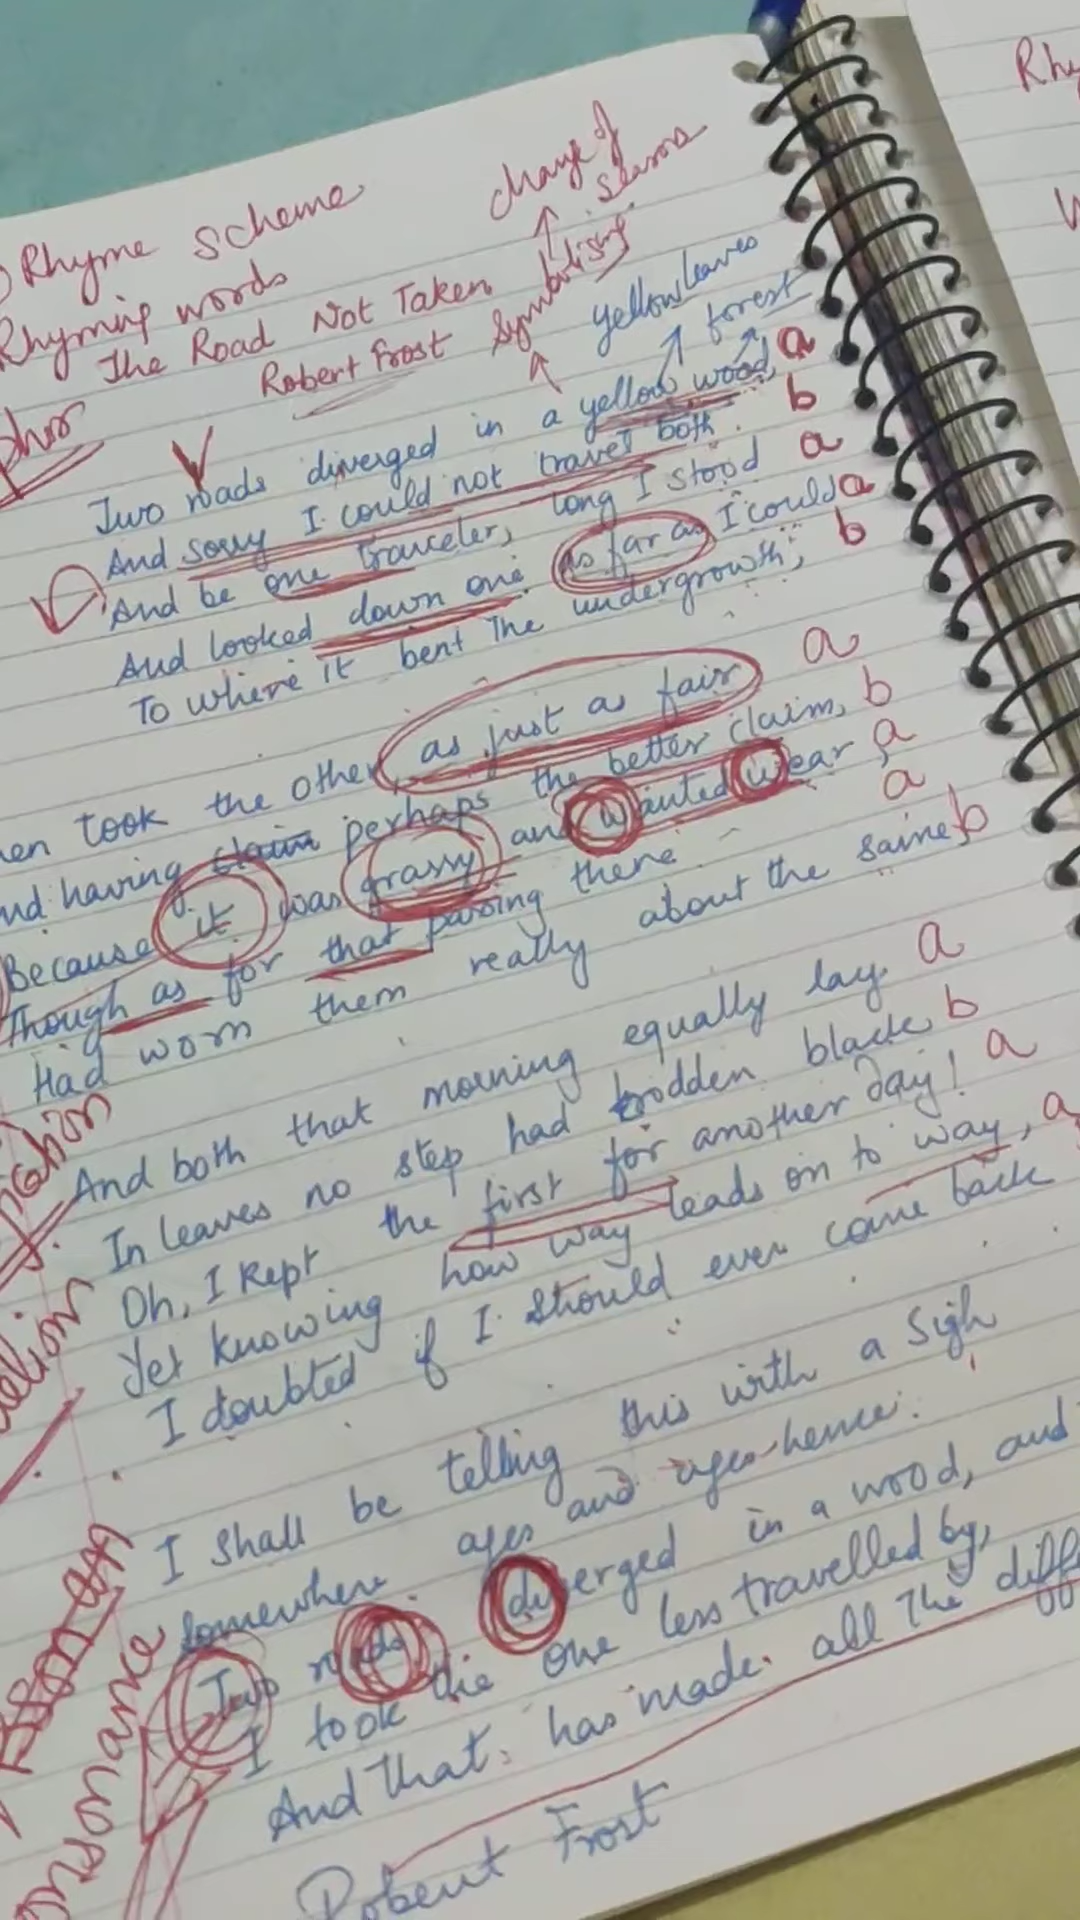 Rhyme scheme
Rhyming words
The Road Not Taken
Robert Frost
change of
seasons
symbolising
yellow leaves
forest
Two roads diverged in a yellow wood, a
And sorry I could not travel both b
And be one traveler, long I stood a
And looked down one as far as I could a
To where it bent the undergrowth; b
took the other, as just as fair a
having claim perhaps the better claim, b
Because it was grassy and wanted wear a
Though as for that passing there a
Had worn them really about the same, b
And both that morning equally lay a
In leaves no step had trodden black b
Oh, I kept the first for another day! a
Yet knowing how way leads on to way, a
I doubted if I should ever come back
I shall be telling this with a sigh
Somewhere ages and ages hence:
Two roads diverged in a wood, and
I took the one less travelled by,
And that has made all the diff
Robert Frost
Rhy